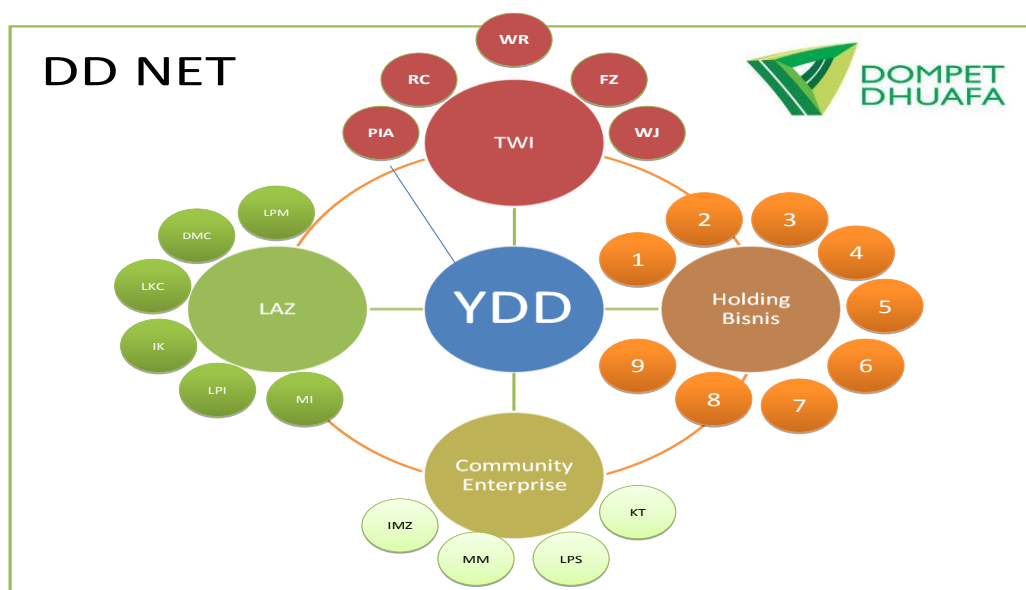 DD NET
DOMPET
DHUAFA
WR
RC
FZ
PIA
WJ
TWI
LPM
DMC
LKC
IK
LPI
MI
LAZ
YDD
Holding
Bisnis
1
2
3
4
5
6
7
8
9
Community
Enterprise
IMZ
MM
LPS
KT